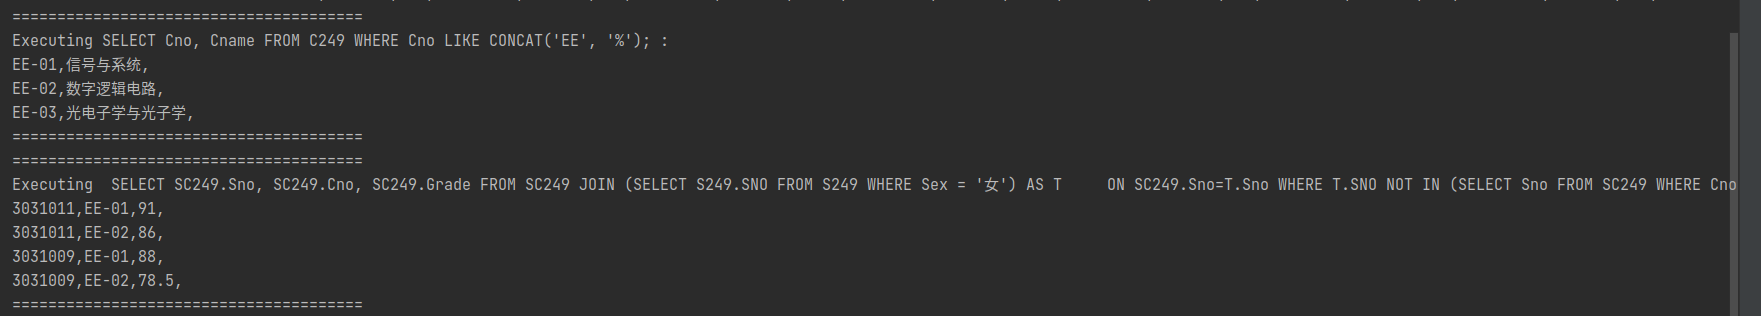 =======================================
Executing SELECT Cno, Cname FROM C249 WHERE Cno LIKE CONCAT('EE', '%'); :
EE-01,信号与系统,
EE-02,数字逻辑电路,
EE-03,光电子学与光子学,
=======================================
=======================================
Executing  SELECT SC249.Sno, SC249.Cno, SC249.Grade FROM SC249 JOIN (SELECT S249.SNO FROM S249 WHERE Sex = '女') AS T     ON SC249.Sno=T.Sno WHERE T.SNO NOT IN (SELECT Sno FROM SC249 WHERE Cno
3031011,EE-01,91,
3031011,EE-02,86,
3031009,EE-01,88,
3031009,EE-02,78.5,
=======================================